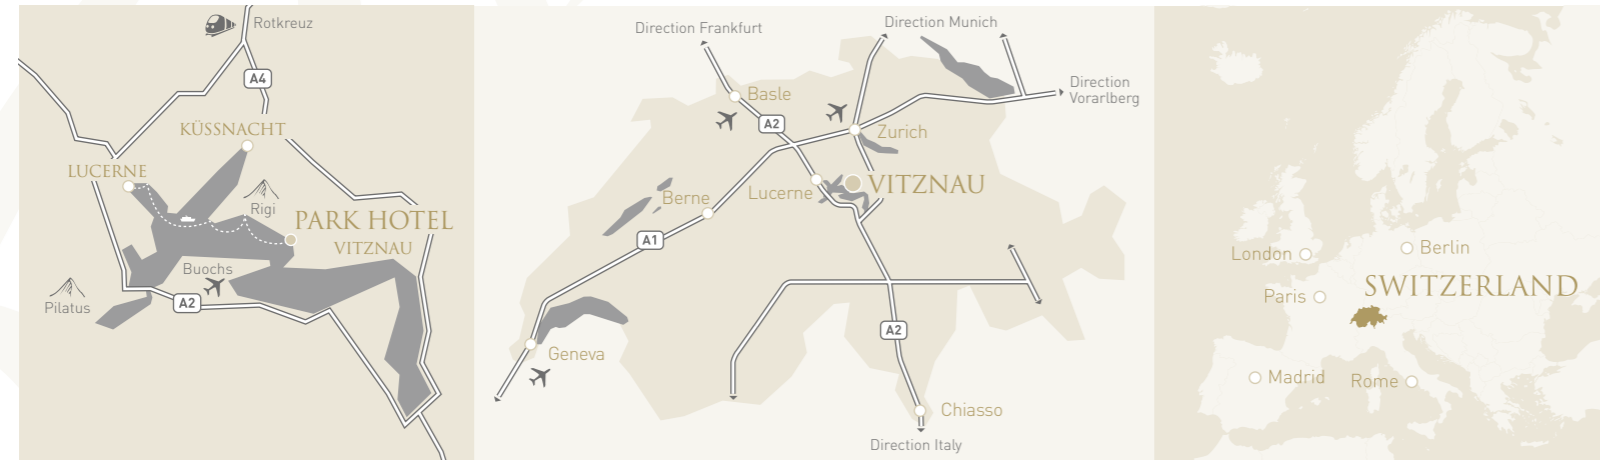 Rotkreuz
A4
KÜSSNACHT
LUCERNE
Rigi
PARK HOTEL
VITZNAU
Buochs
A2
Pilatus
Direction Frankfurt
Direction Munich
Direction
Vorarlberg
Basle
A2
Zurich
Berne
Lucerne
VITZNAU
A1
A2
Geneva
Chiasso
Direction Italy
London
Berlin
SWITZERLAND
Paris
Madrid
Rome